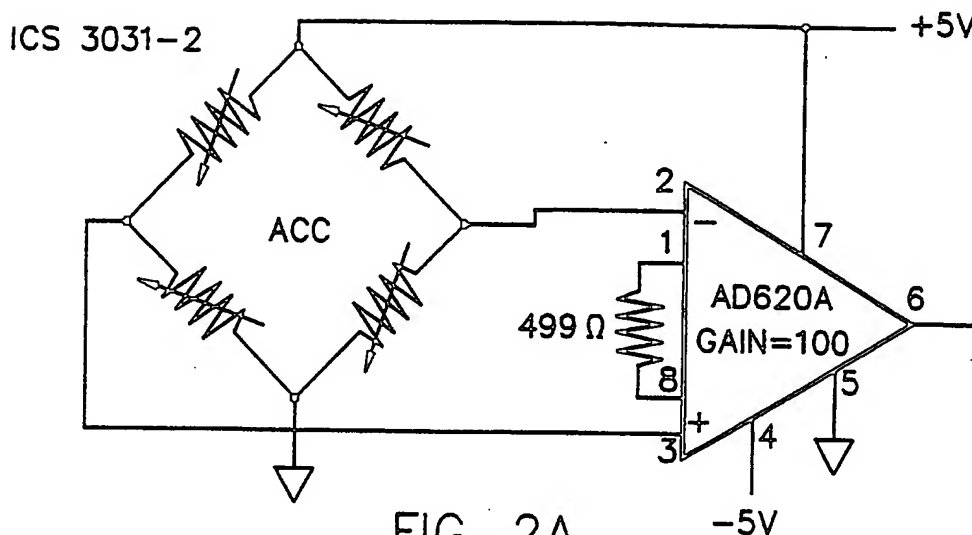 ICS 3031-2
+5V
ACC
2
−
1
7
499 Ω
AD620A
6
GAIN=100
8
5
+
3
4
−5V
FIG. 2A